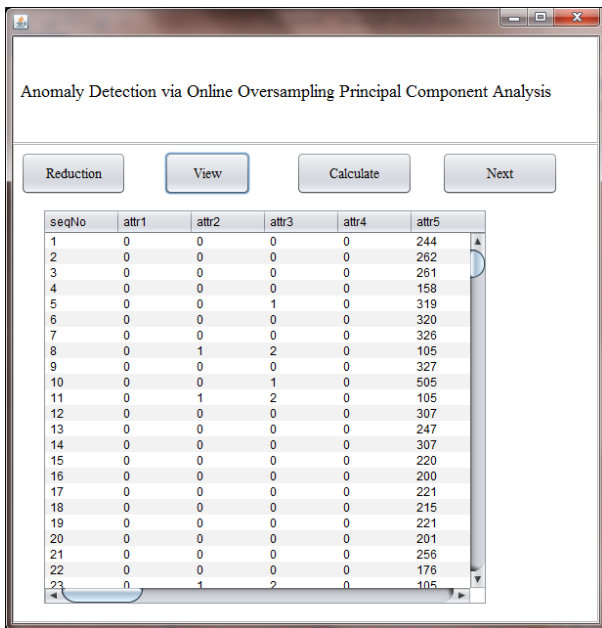 Anomaly Detection via Online Oversampling Principal Component Analysis
Reduction View Calculate Next
seqNo attr1 attr2 attr3 attr4 attr5
1 0 0 0 0 244
2 0 0 0 0 262
3 0 0 0 0 261
4 0 0 0 0 158
5 0 0 1 0 319
6 0 0 0 0 320
7 0 0 0 0 326
8 0 1 2 0 105
9 0 0 0 0 327
10 0 0 1 0 505
11 0 1 2 0 105
12 0 0 0 0 307
13 0 0 0 0 247
14 0 0 0 0 307
15 0 0 0 0 220
16 0 0 0 0 200
17 0 0 0 0 221
18 0 0 0 0 215
19 0 0 0 0 221
20 0 0 0 0 201
21 0 0 0 0 256
22 0 0 0 0 176
23 0 1 2 0 105